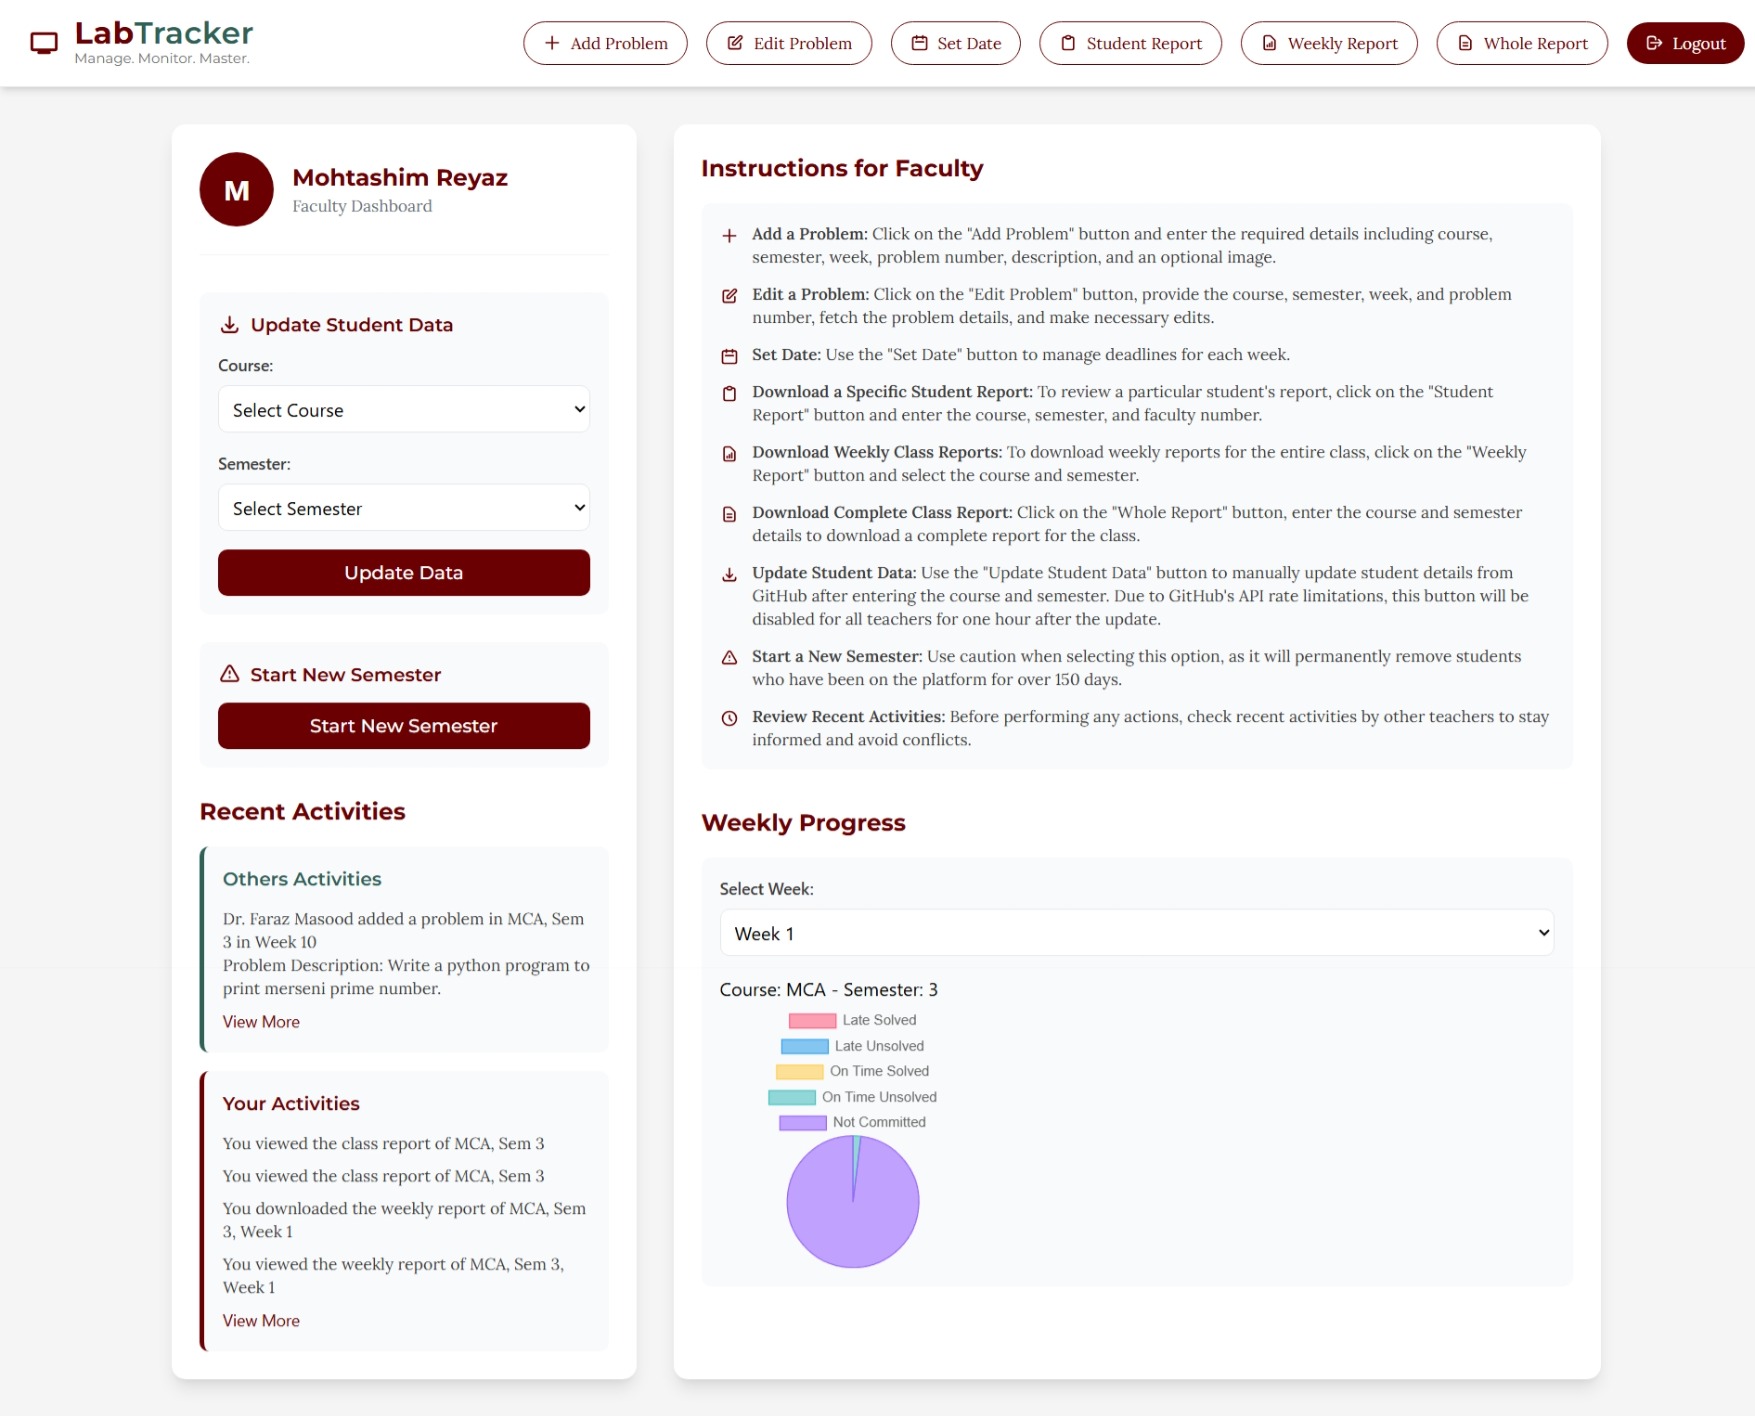 LabTracker
Manage. Monitor. Master.
Add Problem
Edit Problem
Set Date
Student Report
Weekly Report
Whole Report
Logout
M
Mohtashim Reyaz
Faculty Dashboard
Update Student Data
Course:
Select Course
Semester:
Select Semester
Update Data
Start New Semester
Start New Semester
Recent Activities
Others Activities
Dr. Faraz Masood added a problem in MCA, Sem
3 in Week 10
Problem Description: Write a python program to
print merseni prime number.
View More
Your Activities
You viewed the class report of MCA, Sem 3
You viewed the class report of MCA, Sem 3
You downloaded the weekly report of MCA, Sem
3, Week 1
You viewed the weekly report of MCA, Sem 3,
Week 1
View More
Instructions for Faculty
Add a Problem: Click on the "Add Problem" button and enter the required details including course,
semester, week, problem number, description, and an optional image.
Edit a Problem: Click on the "Edit Problem" button, provide the course, semester, week, and problem
number, fetch the problem details, and make necessary edits.
Set Date: Use the "Set Date" button to manage deadlines for each week.
Download a Specific Student Report: To review a particular student's report, click on the "Student
Report" button and enter the course, semester, and faculty number.
Download Weekly Class Reports: To download weekly reports for the entire class, click on the "Weekly
Report" button and select the course and semester.
Download Complete Class Report: Click on the "Whole Report" button, enter the course and semester
details to download a complete report for the class.
Update Student Data: Use the "Update Student Data" button to manually update student details from
GitHub after entering the course and semester. Due to GitHub's API rate limitations, this button will be
disabled for all teachers for one hour after the update.
Start a New Semester: Use caution when selecting this option, as it will permanently remove students
who have been on the platform for over 150 days.
Review Recent Activities: Before performing any actions, check recent activities by other teachers to stay
informed and avoid conflicts.
Weekly Progress
Select Week:
Week 1
Course: MCA - Semester: 3
Late Solved
Late Unsolved
On Time Solved
On Time Unsolved
Not Committed